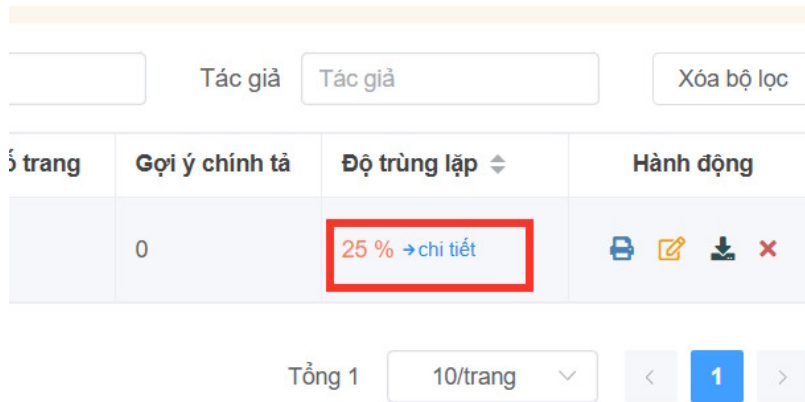 Tác giả Tác giả Xóa bộ lọc
trang Gợi ý chính tả Độ trùng lặp Hành động
0 25 % → chi tiết
Tổng 1 10/trang < 1 >